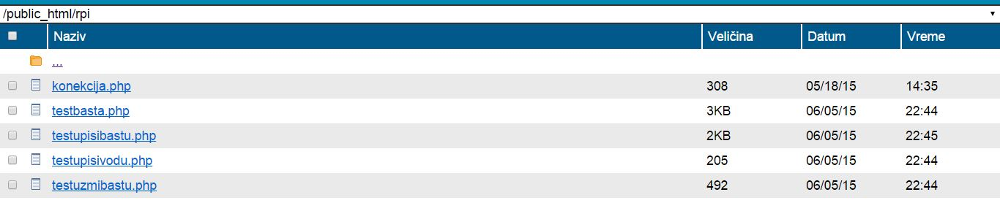 /public_html/rpi
Naziv Veličina Datum Vreme
...
konekcija.php 308 05/18/15 14:35
testbasta.php 3KB 06/05/15 22:44
testupisibastu.php 2KB 06/05/15 22:45
testupisivodu.php 205 06/05/15 22:44
testuzmibastu.php 492 06/05/15 22:44